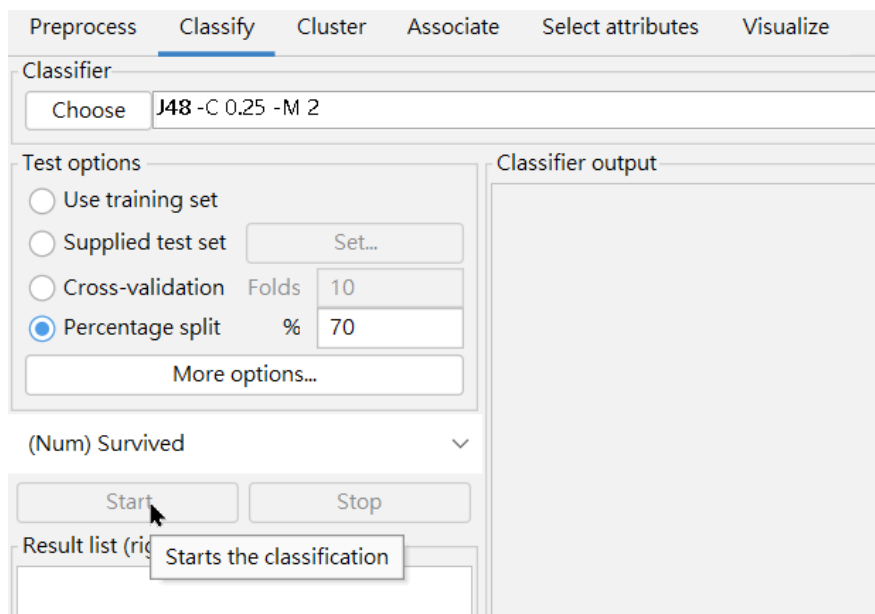 Preprocess Classify Cluster Associate Select attributes Visualize
Classifier
Choose J48 -C 0.25 -M 2
Test options
Classifier output
Use training set
Supplied test set Set...
Cross-validation Folds 10
Percentage split % 70
More options...
(Num) Survived
Start Stop
Result list (rig
Starts the classification